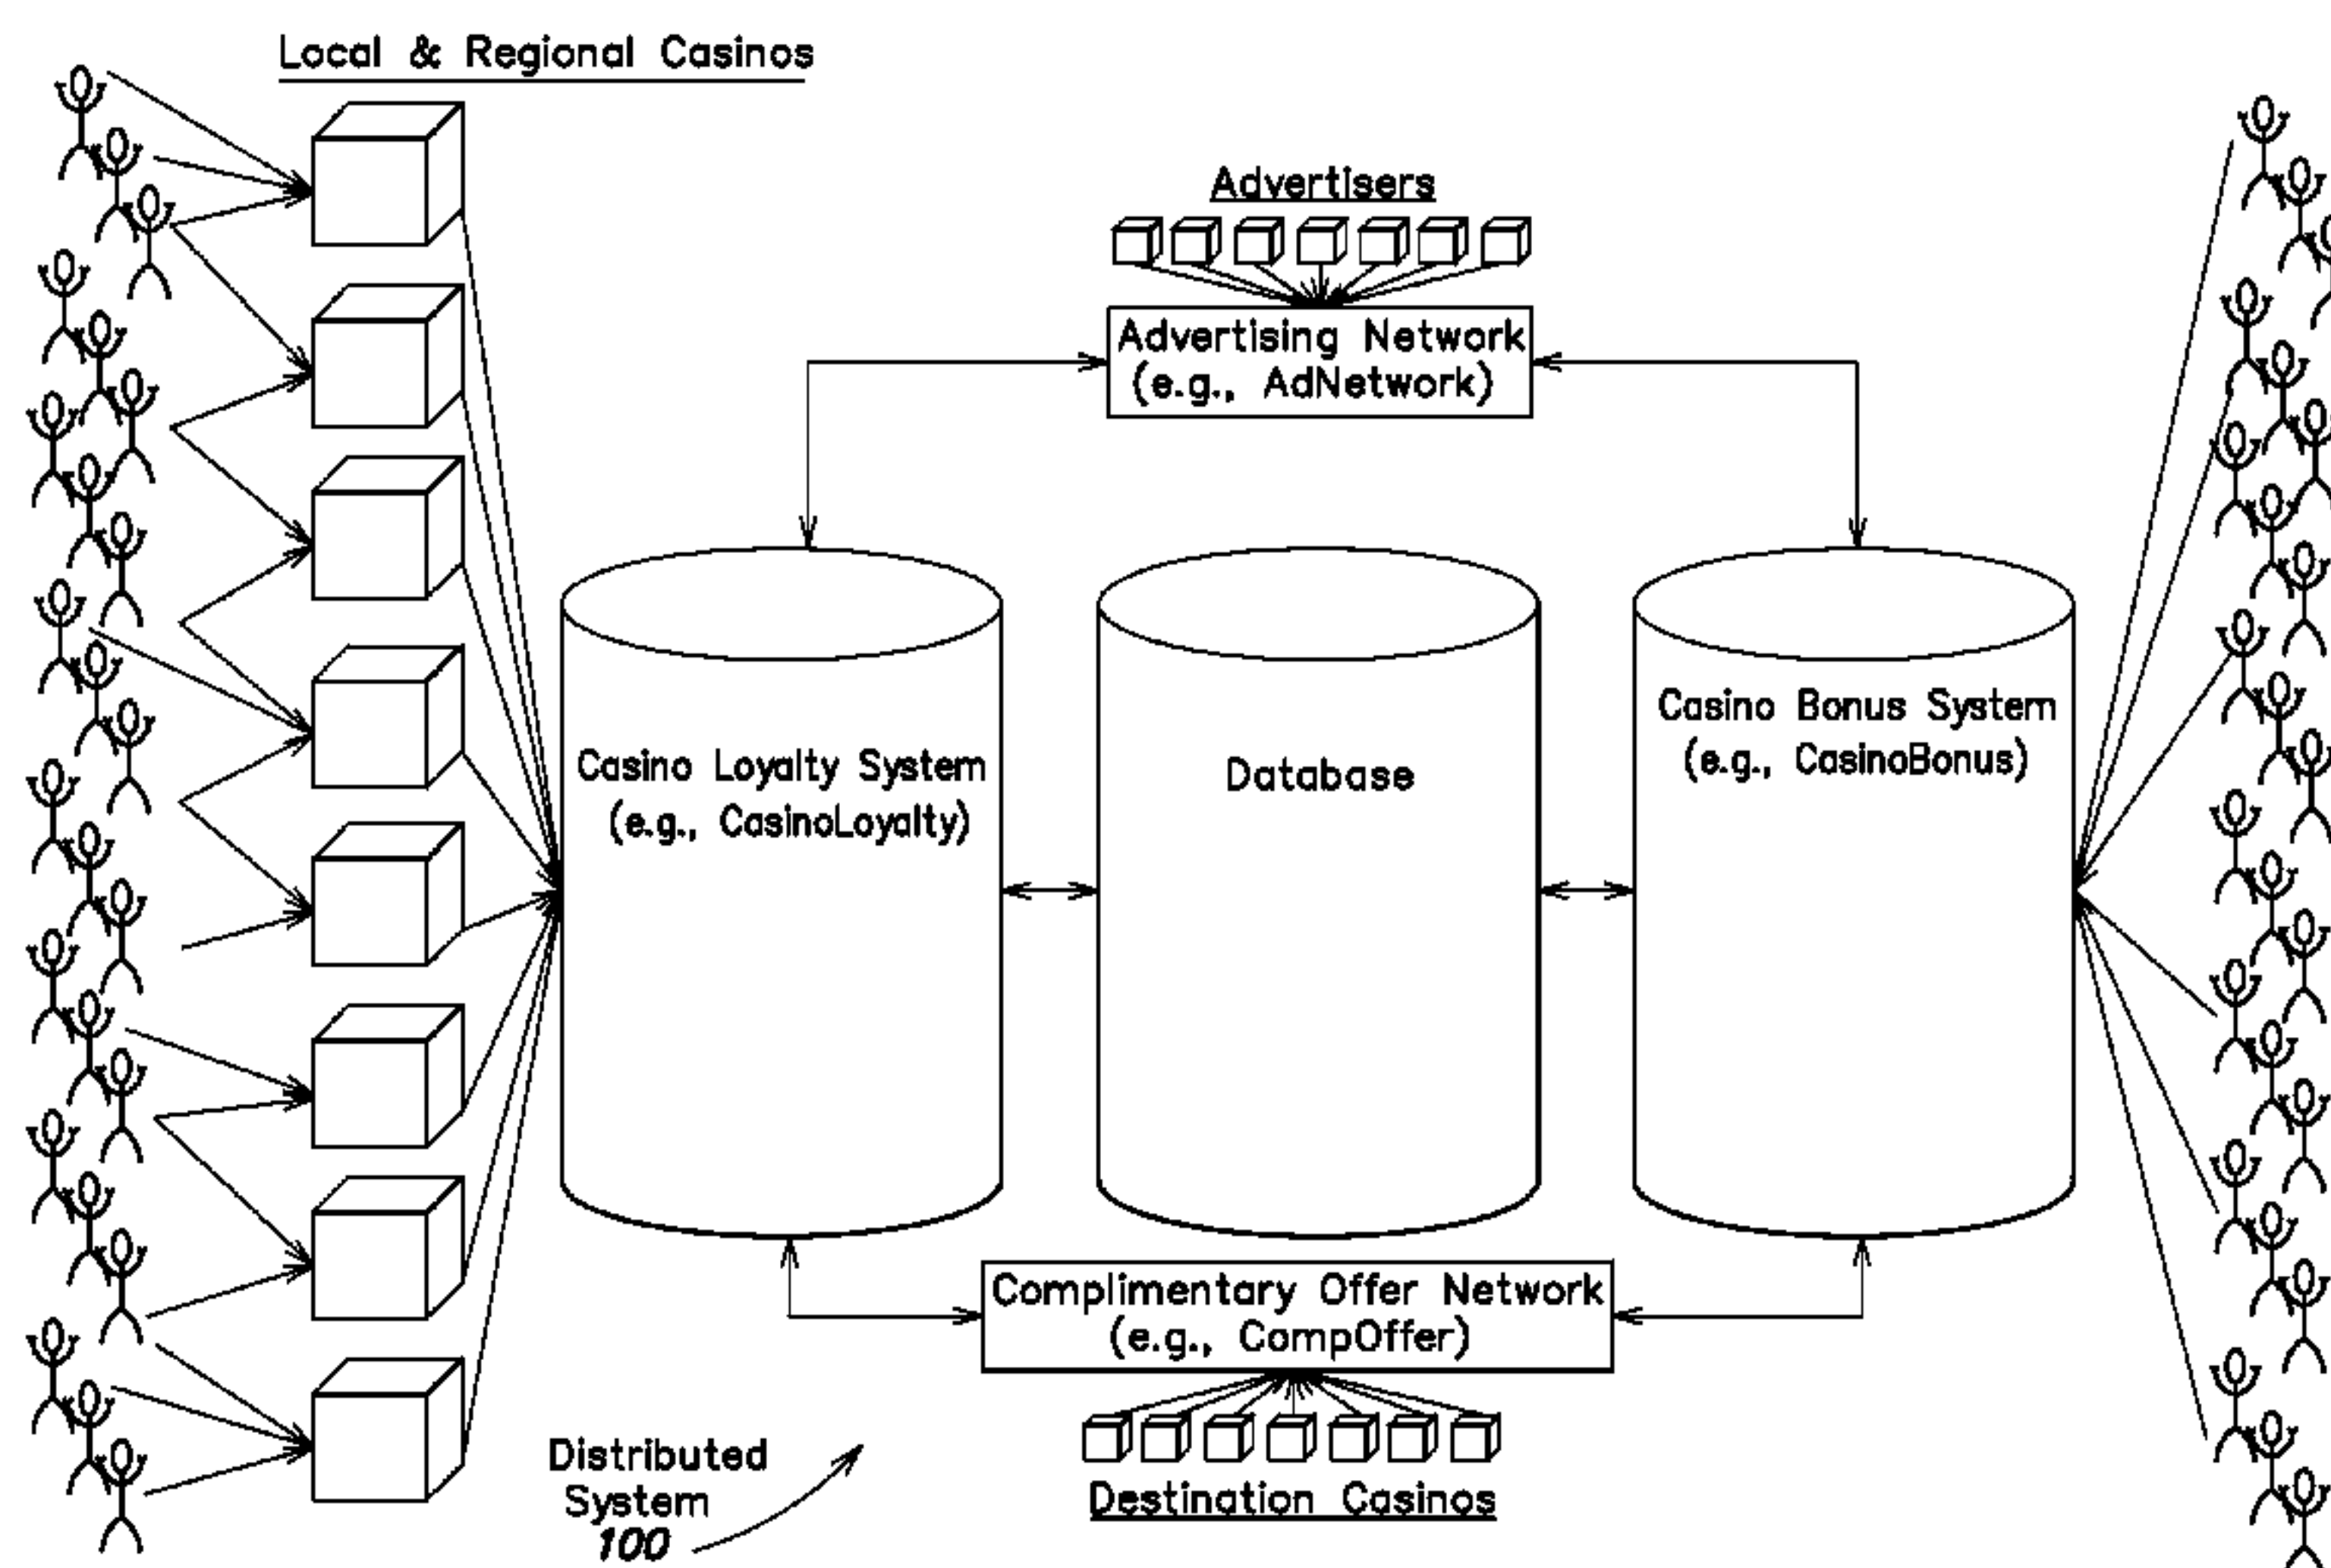 Local & Regional Casinos
Advertisers
Advertising Network
(e.g., AdNetwork)
Casino Loyalty System
(e.g., CasinoLoyalty)
Database
Casino Bonus System
(e.g., CasinoBonus)
Complimentary Offer Network
(e.g., CompOffer)
Destination Casinos
Distributed
System
100